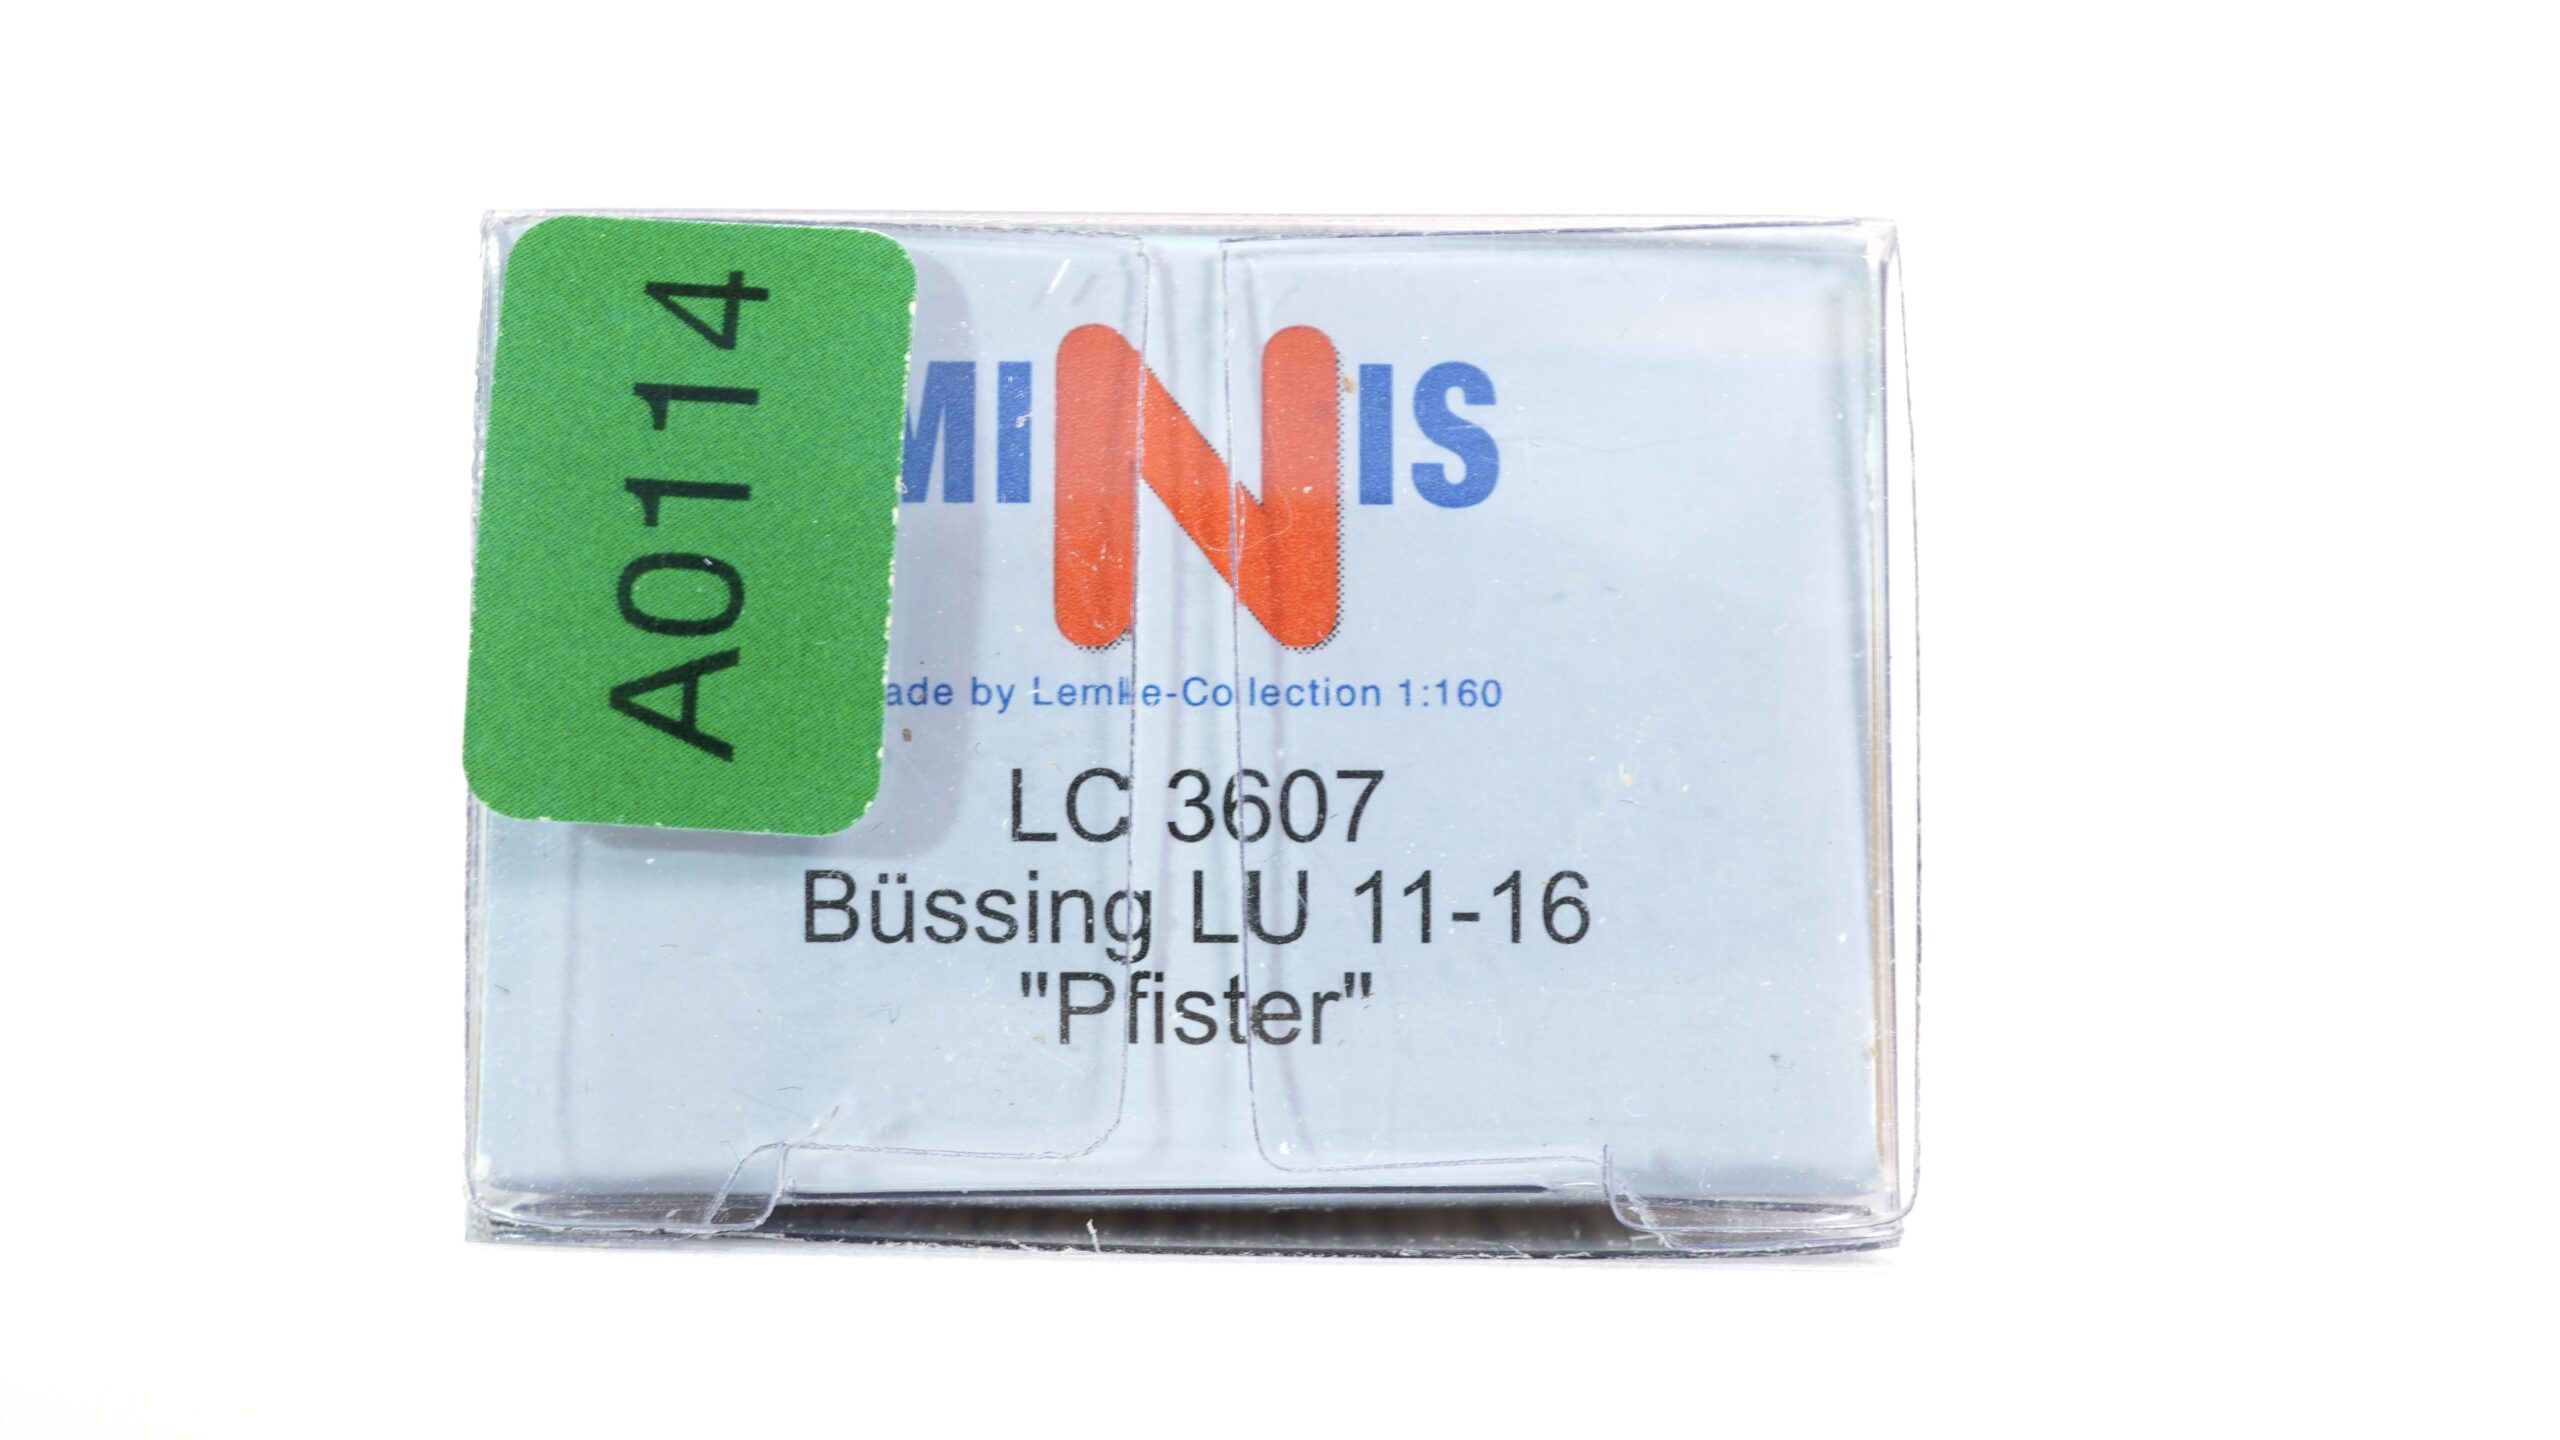 A0114
MINIS
ade by Lemke-Collection 1:160
LC 3607
Büssing LU 11-16
"Pfister"